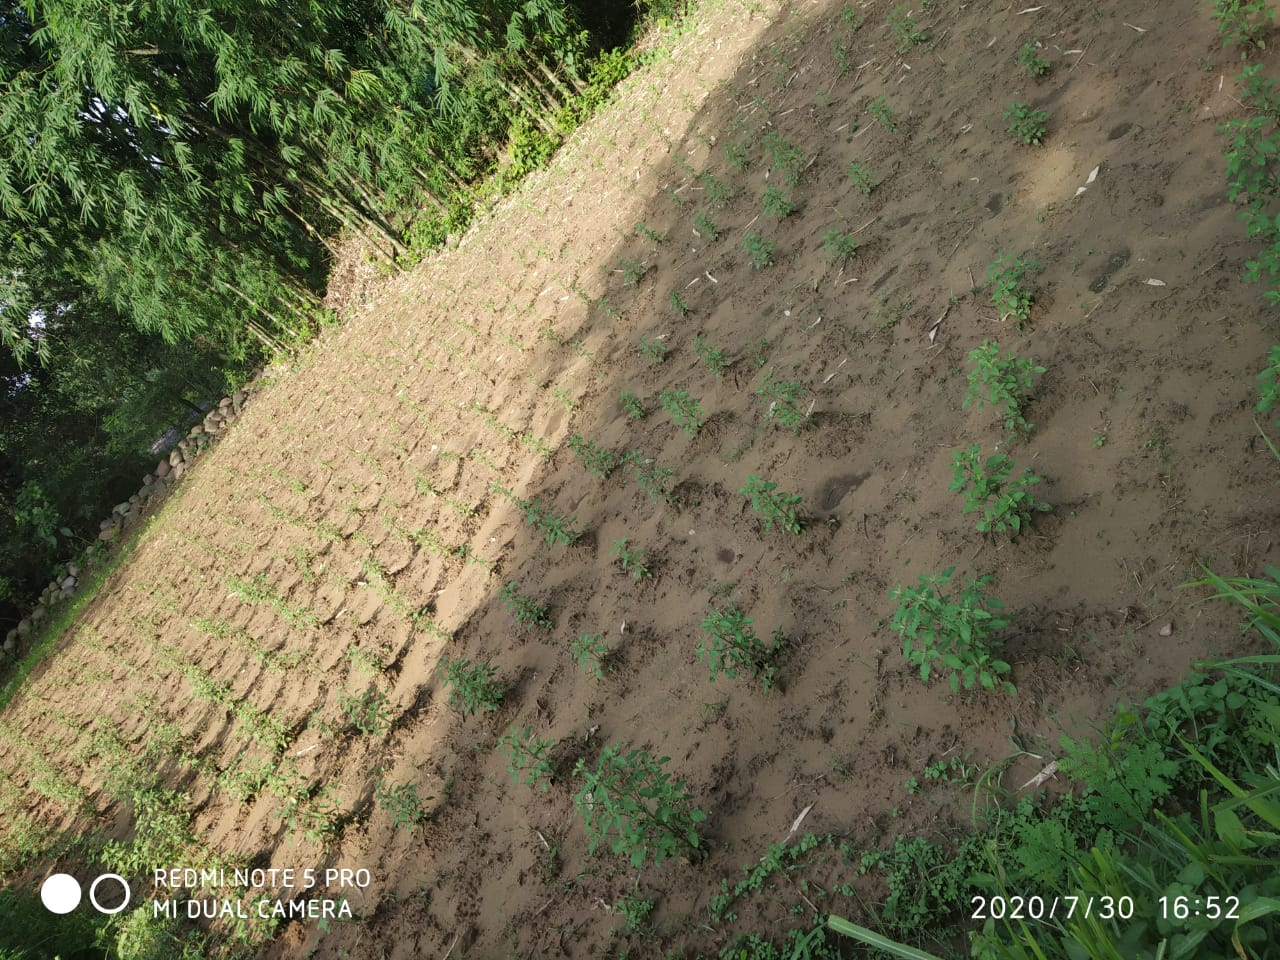 REDMI NOTE 5 PRO
MI DUAL CAMERA
2020/7/30 16:52